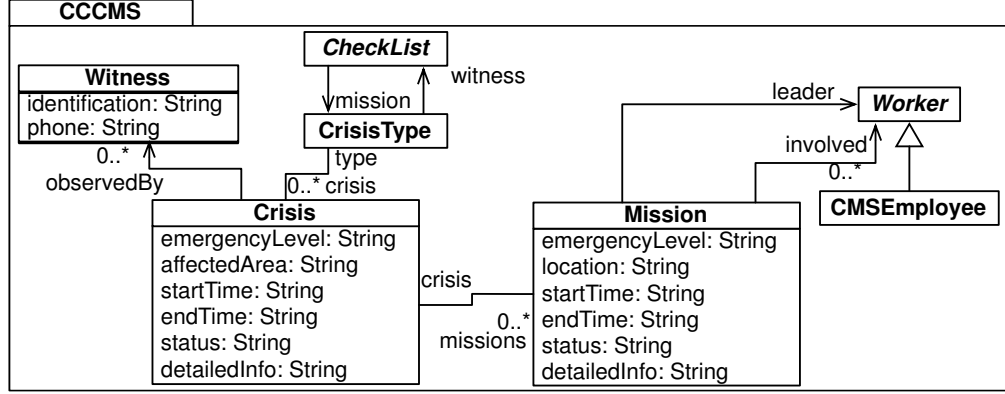 CCCMS
CheckList
witness
mission
CrisisType
type
0..* crisis
Witness
identification: String
phone: String
0..*
observedBy
leader
Worker
involved
0..*
CMSEmployee
Crisis
emergencyLevel: String
affectedArea: String
startTime: String
endTime: String
status: String
detailedInfo: String
crisis
0..*
missions
Mission
emergencyLevel: String
location: String
startTime: String
endTime: String
status: String
detailedInfo: String